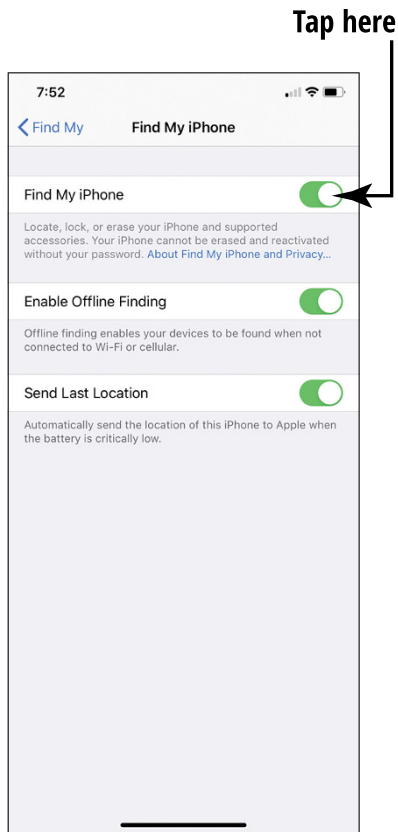 Tap here
7:52
Find My Find My iPhone
Find My iPhone
Locate, lock, or erase your iPhone and supported
accessories. Your iPhone cannot be erased and reactivated
without your password. About Find My iPhone and Privacy...
Enable Offline Finding
Offline finding enables your devices to be found when not
connected to Wi-Fi or cellular.
Send Last Location
Automatically send the location of this iPhone to Apple when
the battery is critically low.